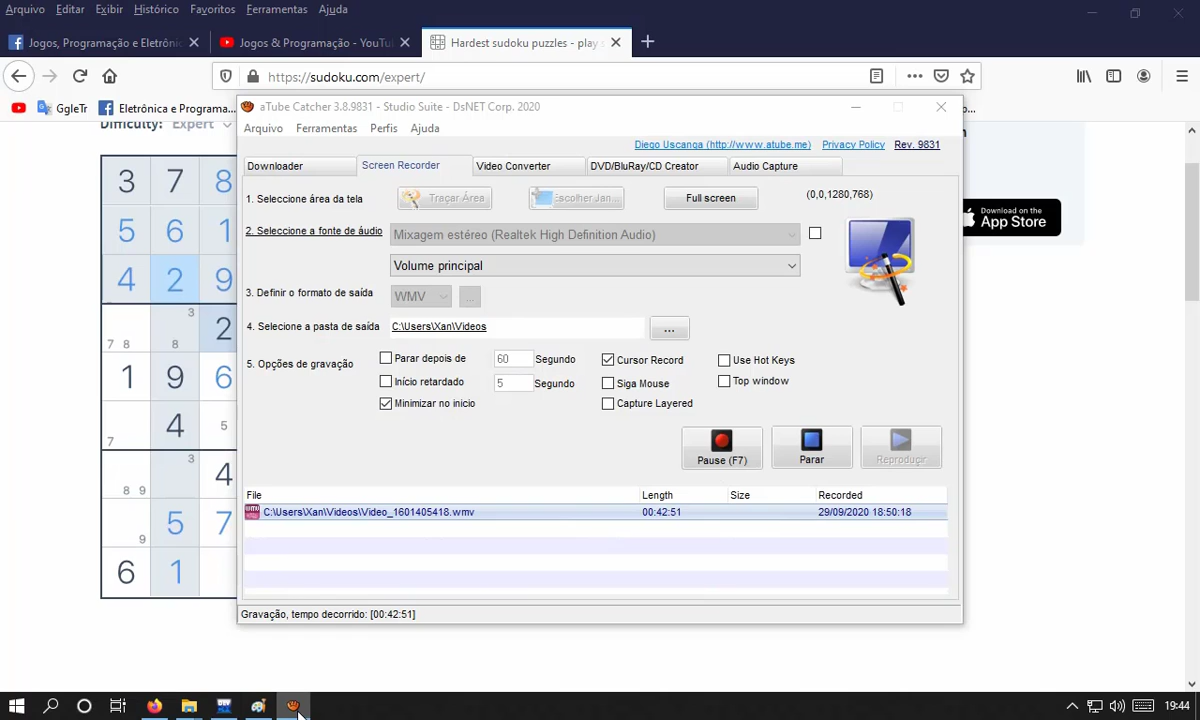 Arquivo Editar Exibir Histórico Favoritos Ferramentas Ajuda
Jogos, Programação e Eletrôni Jogos & Programação - YouTu Hardest sudoku puzzles - play
https://sudoku.com/expert/
GgleTr Eletrônica e Programa...
aTube Catcher 3.8.9831 - Studio Suite - DsNET Corp. 2020
Difficulty: Expert
Arquivo Ferramentas Perfis Ajuda
Diego Uscanga (http://www.atube.me) Privacy Policy Rev. 9831
Downloader Screen Recorder Video Converter DVD/BluRay/CD Creator Audio Capture
1. Seleccione área da tela Traçar Área Escolher Jan... Full screen (0,0,1280,768)
2. Seleccione a fonte de áudio Mixagem estéreo (Realtek High Definition Audio)
Volume principal
3. Definir o formato de saída WMV ...
4. Selecione a pasta de saída C:\Users\Xan\Videos ...
5. Opções de gravação Parar depois de 60 Segundo Cursor Record Use Hot Keys
Início retardado 5 Segundo Siga Mouse Top window
Minimizar no inicio Capture Layered
Pause (F7) Parar Reproduçir
File Length Size Recorded
C:\Users\Xan\Videos\Video_1601405418.wmv 00:42:51 29/09/2020 18:50:18
Gravação, tempo decorrido: [00:42:51]
3 7 8
5 6 1
4 2 9
7 8 3 8 2
1 9 6
7 4 5
8 9 3 4
9 5 7
6 1
Download on the
App Store
19:44